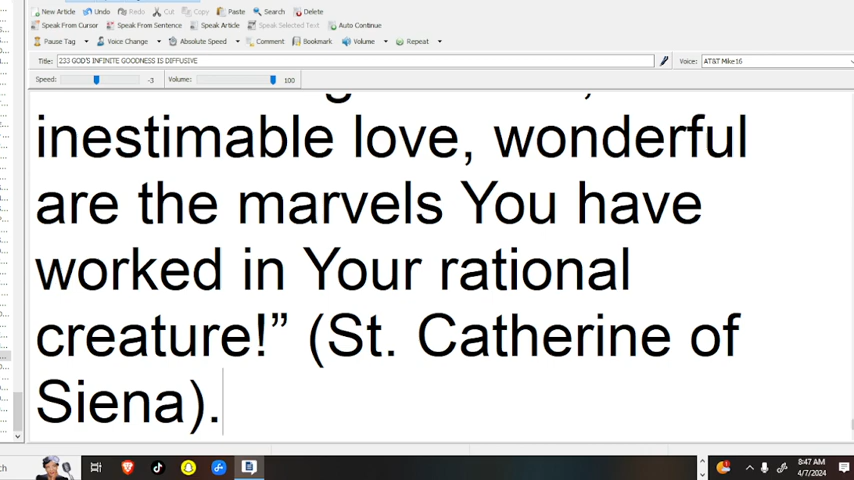 New Article Undo Redo Cut Copy Paste Search Delete
Speak From Cursor Speak From Sentence Speak Article Speak Selected Text Auto Continue
Pause Tag Voice Change Absolute Speed Comment Bookmark Volume Repeat
Title: 233 GOD'S INFINITE GOODNESS IS DIFFUSIVE Voice: AT&T Mike16
Speed: -3 Volume: 100
inestimable love, wonderful
are the marvels You have
worked in Your rational
creature!” (St. Catherine of
Siena).
ch 8:47 AM
4/7/2024